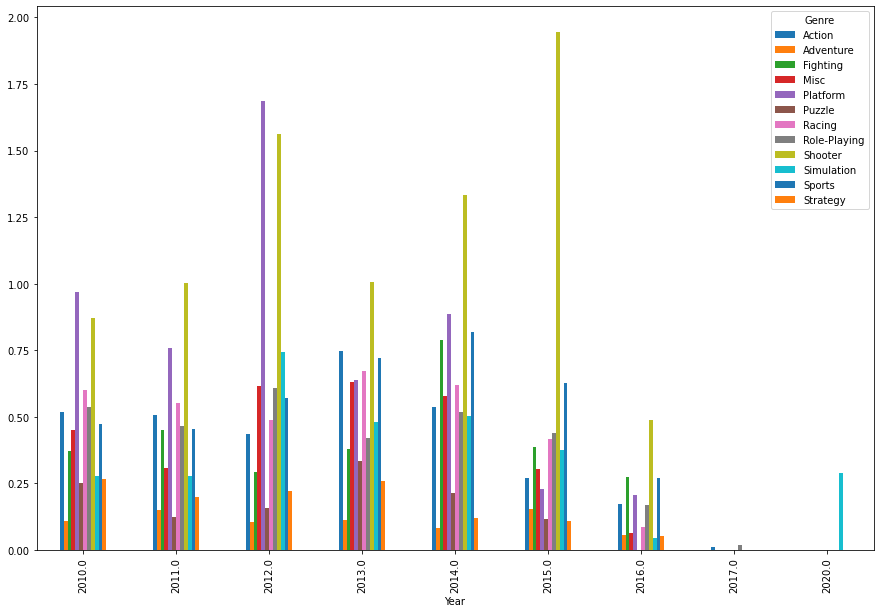 2.00
1.75
1.50
1.25
1.00
0.75
0.50
0.25
0.00
Genre
Action
Adventure
Fighting
Misc
Platform
Puzzle
Racing
Role-Playing
Shooter
Simulation
Sports
Strategy
2010.0
2011.0
2012.0
2013.0
2014.0
2015.0
2016.0
2017.0
2020.0
Year